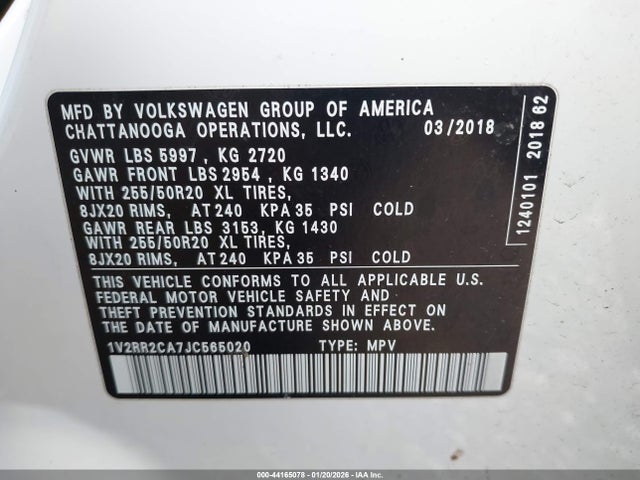 MFD BY VOLKSWAGEN GROUP OF AMERICA
CHATTANOOGA OPERATIONS, LLC. 03/2018
GVWR LBS 5997 , KG 2720
GAWR FRONT LBS 2954 , KG 1340
WITH 255/50R20 XL TIRES,
8JX20 RIMS, AT 240 KPA 35 PSI COLD
GAWR REAR LBS 3153, KG 1430
WITH 255/50R20 XL TIRES,
8JX20 RIMS, AT 240 KPA 35 PSI COLD
THIS VEHICLE CONFORMS TO ALL APPLICABLE U.S.
FEDERAL MOTOR VEHICLE SAFETY AND
THEFT PREVENTION STANDARDS IN EFFECT ON THE
DATE OF MANUFACTURE SHOWN ABOVE.
1V2RR2CA7JC565020 TYPE: MPV
1240101 2018 62
000-44165078 - 01/20/2026 - IAAI.COM